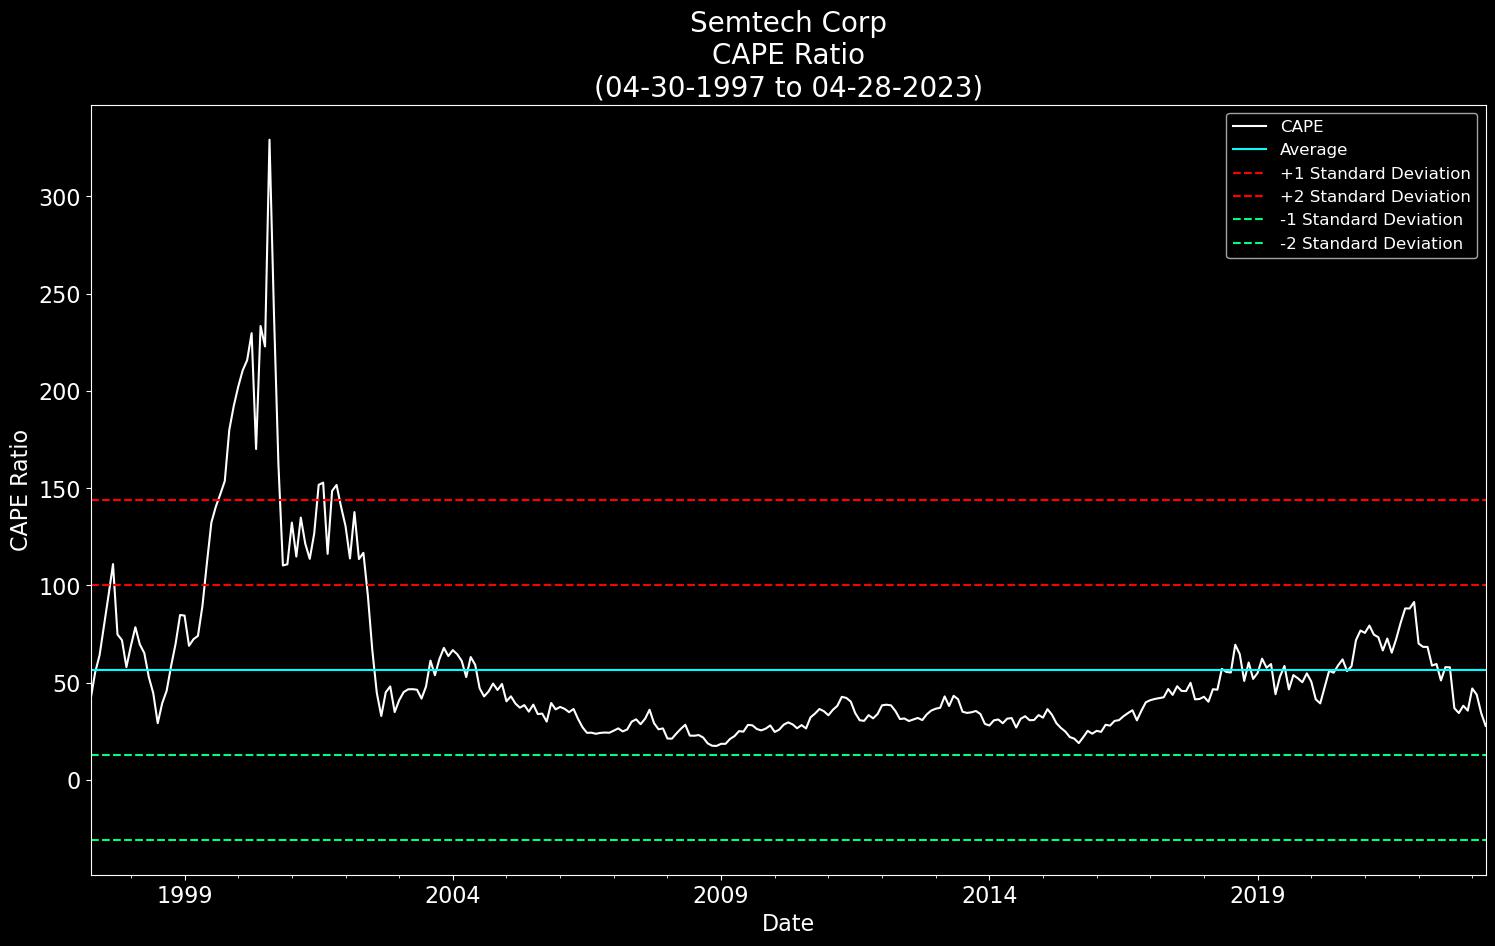 Semtech Corp
CAPE Ratio
(04-30-1997 to 04-28-2023)
CAPE
Average
+1 Standard Deviation
+2 Standard Deviation
-1 Standard Deviation
-2 Standard Deviation
300
250
200
150
100
50
0
CAPE Ratio
1999
2004
2009
2014
2019
Date